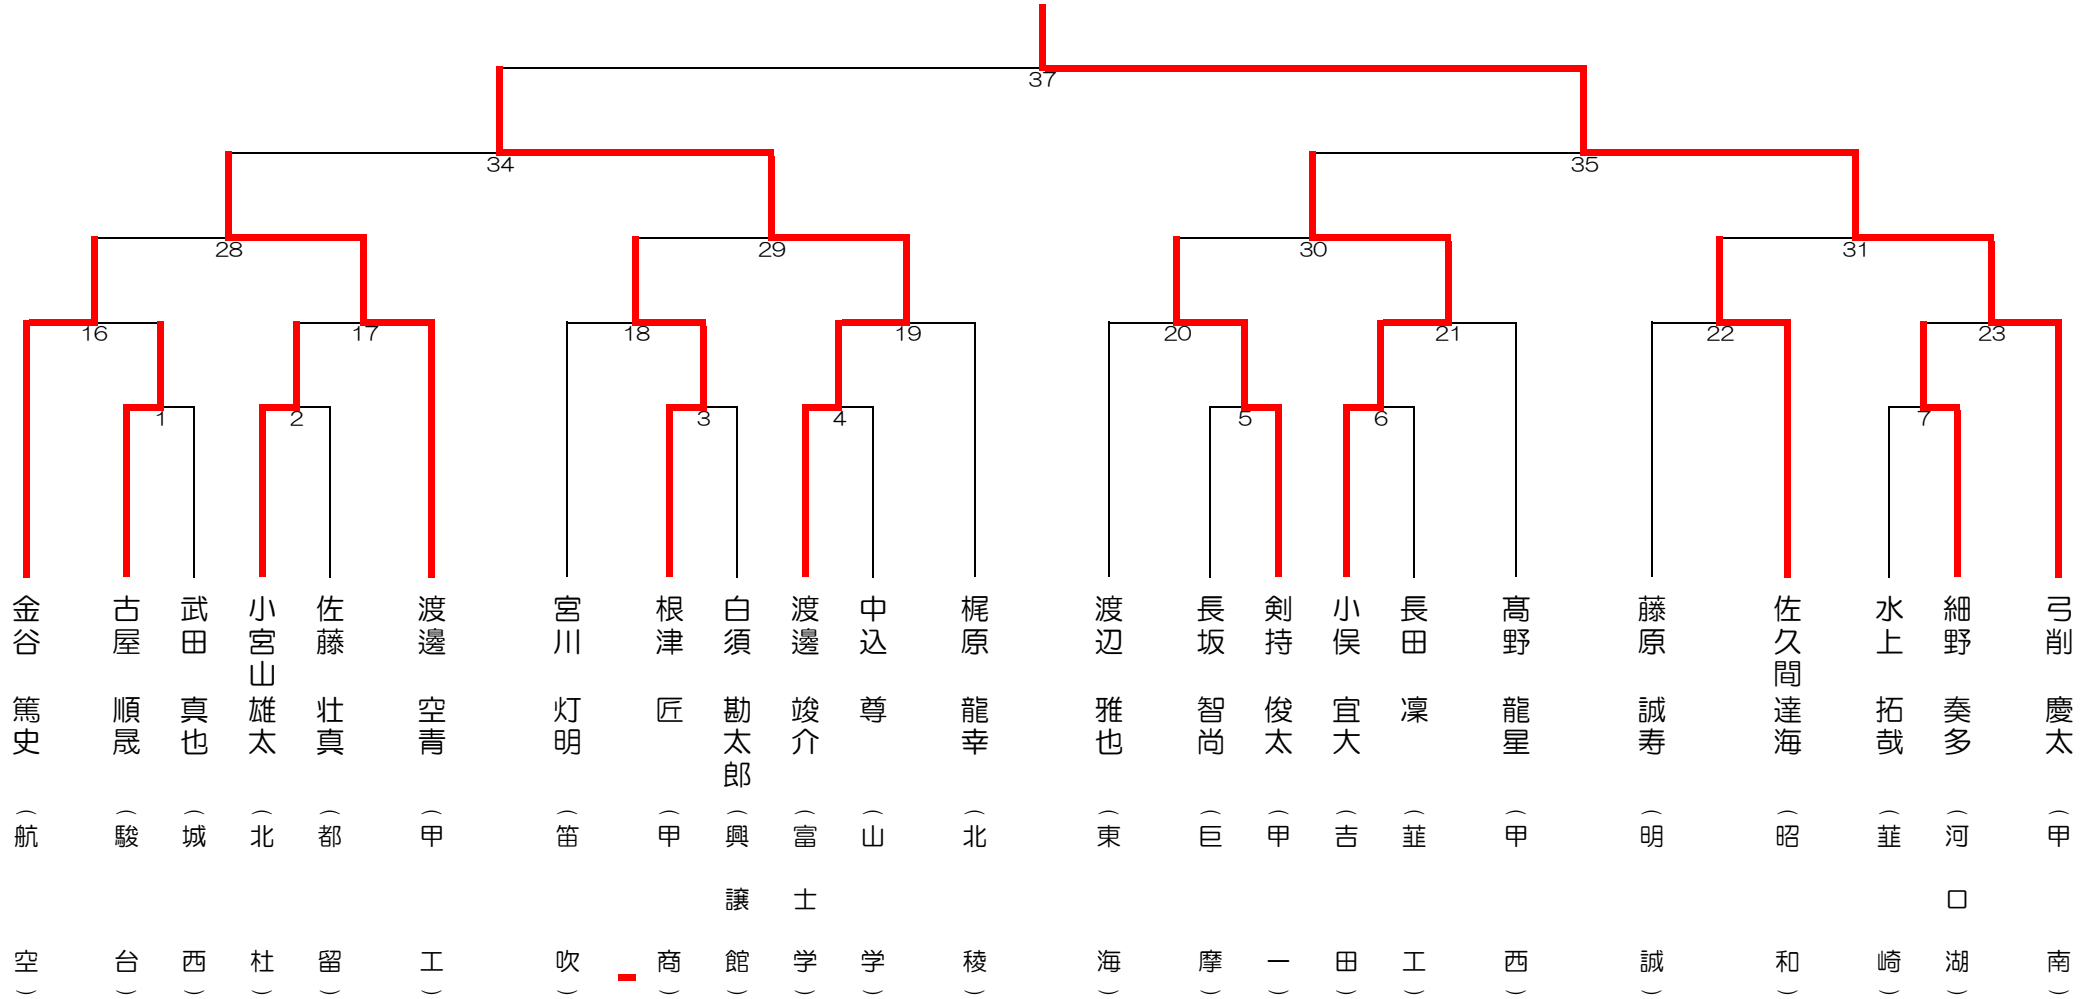 37
34
35
28
29
30
31
16
17
18
19
20
21
22
23
1
2
3
4
5
6
7
金谷 篤史 (航空)
古屋 順晟 (駿台)
武田 真也 (城西)
小宮山 雄太 (北杜)
佐藤 壮真 (都留)
渡邊 空青 (甲工)
宮川 灯明 (笛吹)
根津 匠 (甲商)
白須 勘太郎 (興譲館)
渡邊 竣介 (富士学)
中込 尊 (山学)
梶原 龍幸 (北稜)
渡辺 雅也 (東海)
長坂 智尚 (巨摩)
剣持 俊太 (甲一)
小俣 宜大 (吉田)
長田 凜 (韮工)
髙野 龍星 (甲西)
藤原 誠寿 (明誠)
佐久間 達海 (昭和)
水上 拓哉 (韮崎)
細野 奏多 (河口湖)
弓削 慶太 (甲南)